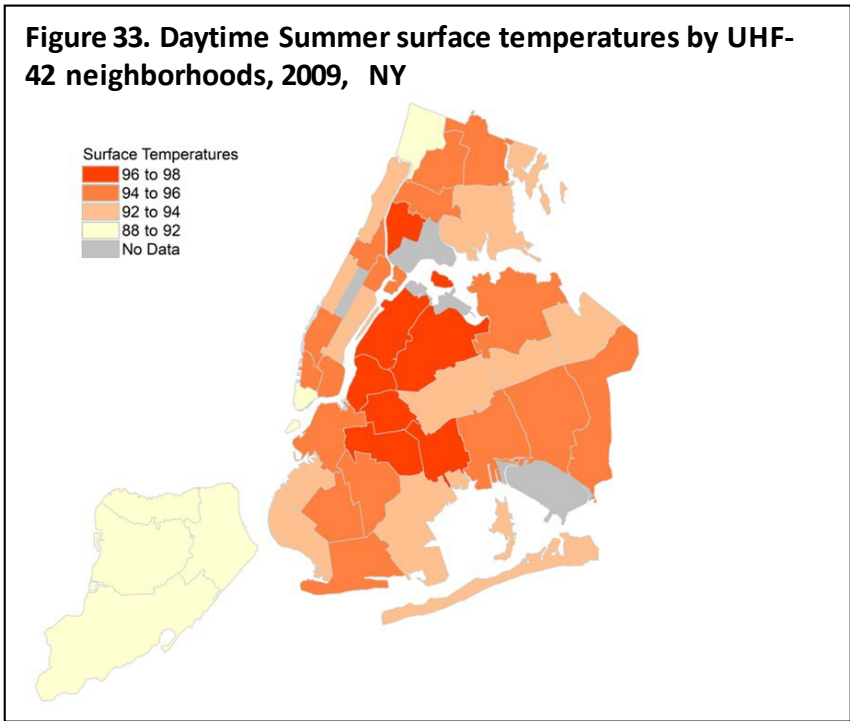 Figure 33. Daytime Summer surface temperatures by UHF-
42 neighborhoods, 2009, NY
Surface Temperatures
96 to 98
94 to 96
92 to 94
88 to 92
No Data